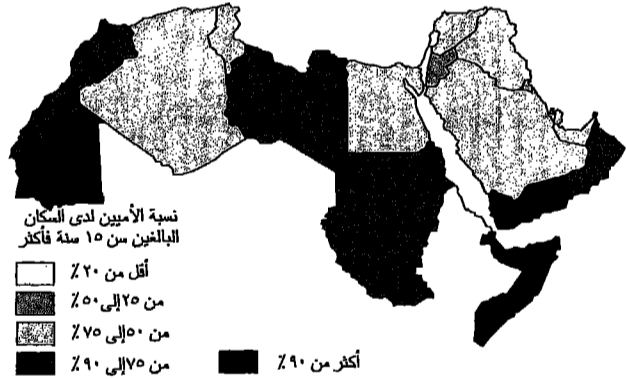 نسبة الأميين لدى السكان
البالغين سن ١٥ سنة فأكثر
أقل من ٢٠ ٪
من ٢٥ إلى ٥٠ ٪
من ٥٠ إلى ٧٥ ٪
من ٧٥ إلى ٩٠ ٪
أكثر من ٩٠ ٪